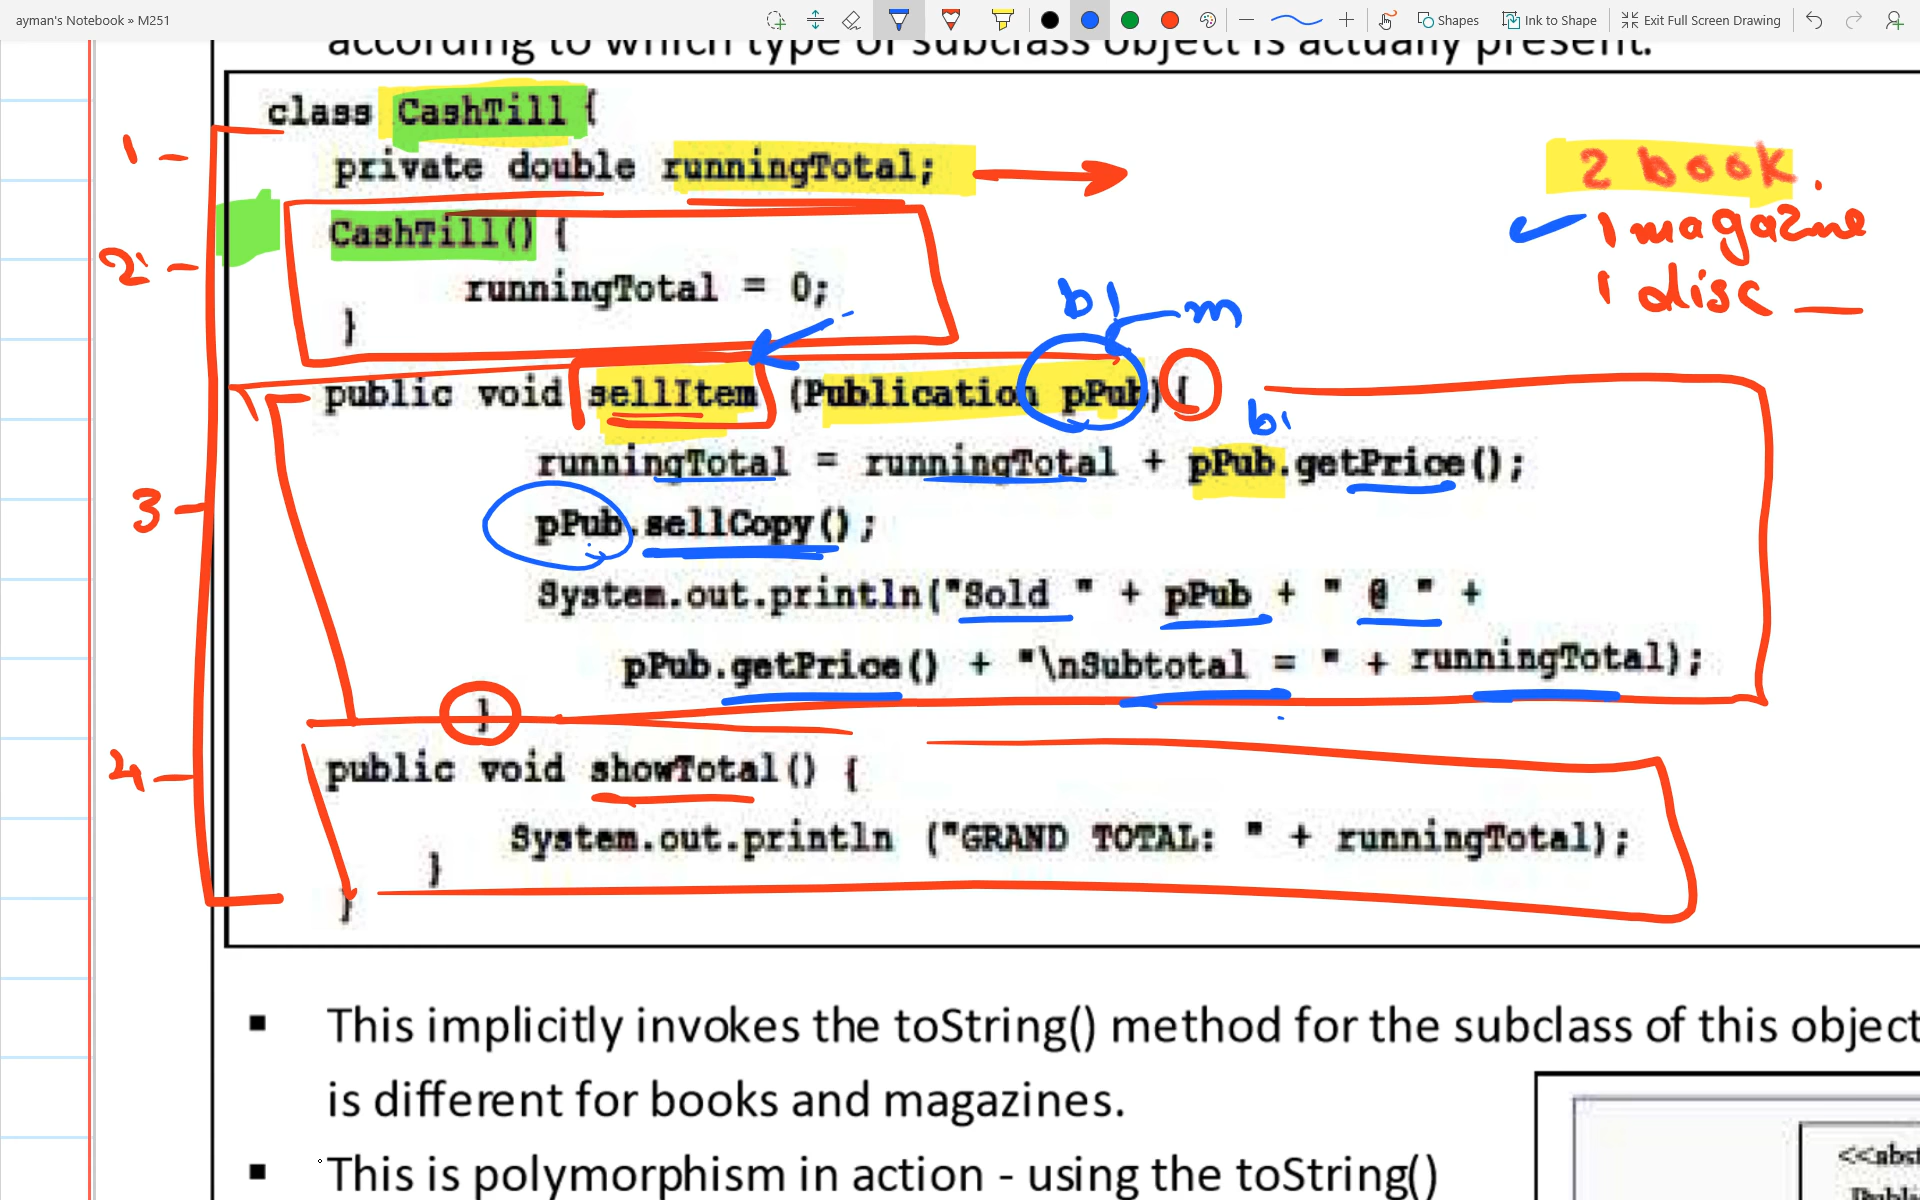 ayman's Notebook » M251
Shapes Ink to Shape Exit Full Screen Drawing
according to which type of subclass object is actually present.
class CashTill {
1 -
private double runningTotal;
2 book.
CashTill() {
1 magazine
2 -
runningTotal = 0;
1 disc
}
b1 m
public void sellItem (Publication pPub){
b1
runningTotal = runningTotal + pPub.getPrice();
3 -
pPub.sellCopy();
System.out.println("Sold " + pPub + " @ " +
pPub.getPrice() + "\nSubtotal = " + runningTotal);
}
4 -
public void showTotal() {
System.out.println ("GRAND TOTAL: " + runningTotal);
}
}
▪ This implicitly invokes the toString() method for the subclass of this object
is different for books and magazines.
▪ This is polymorphism in action - using the toString()